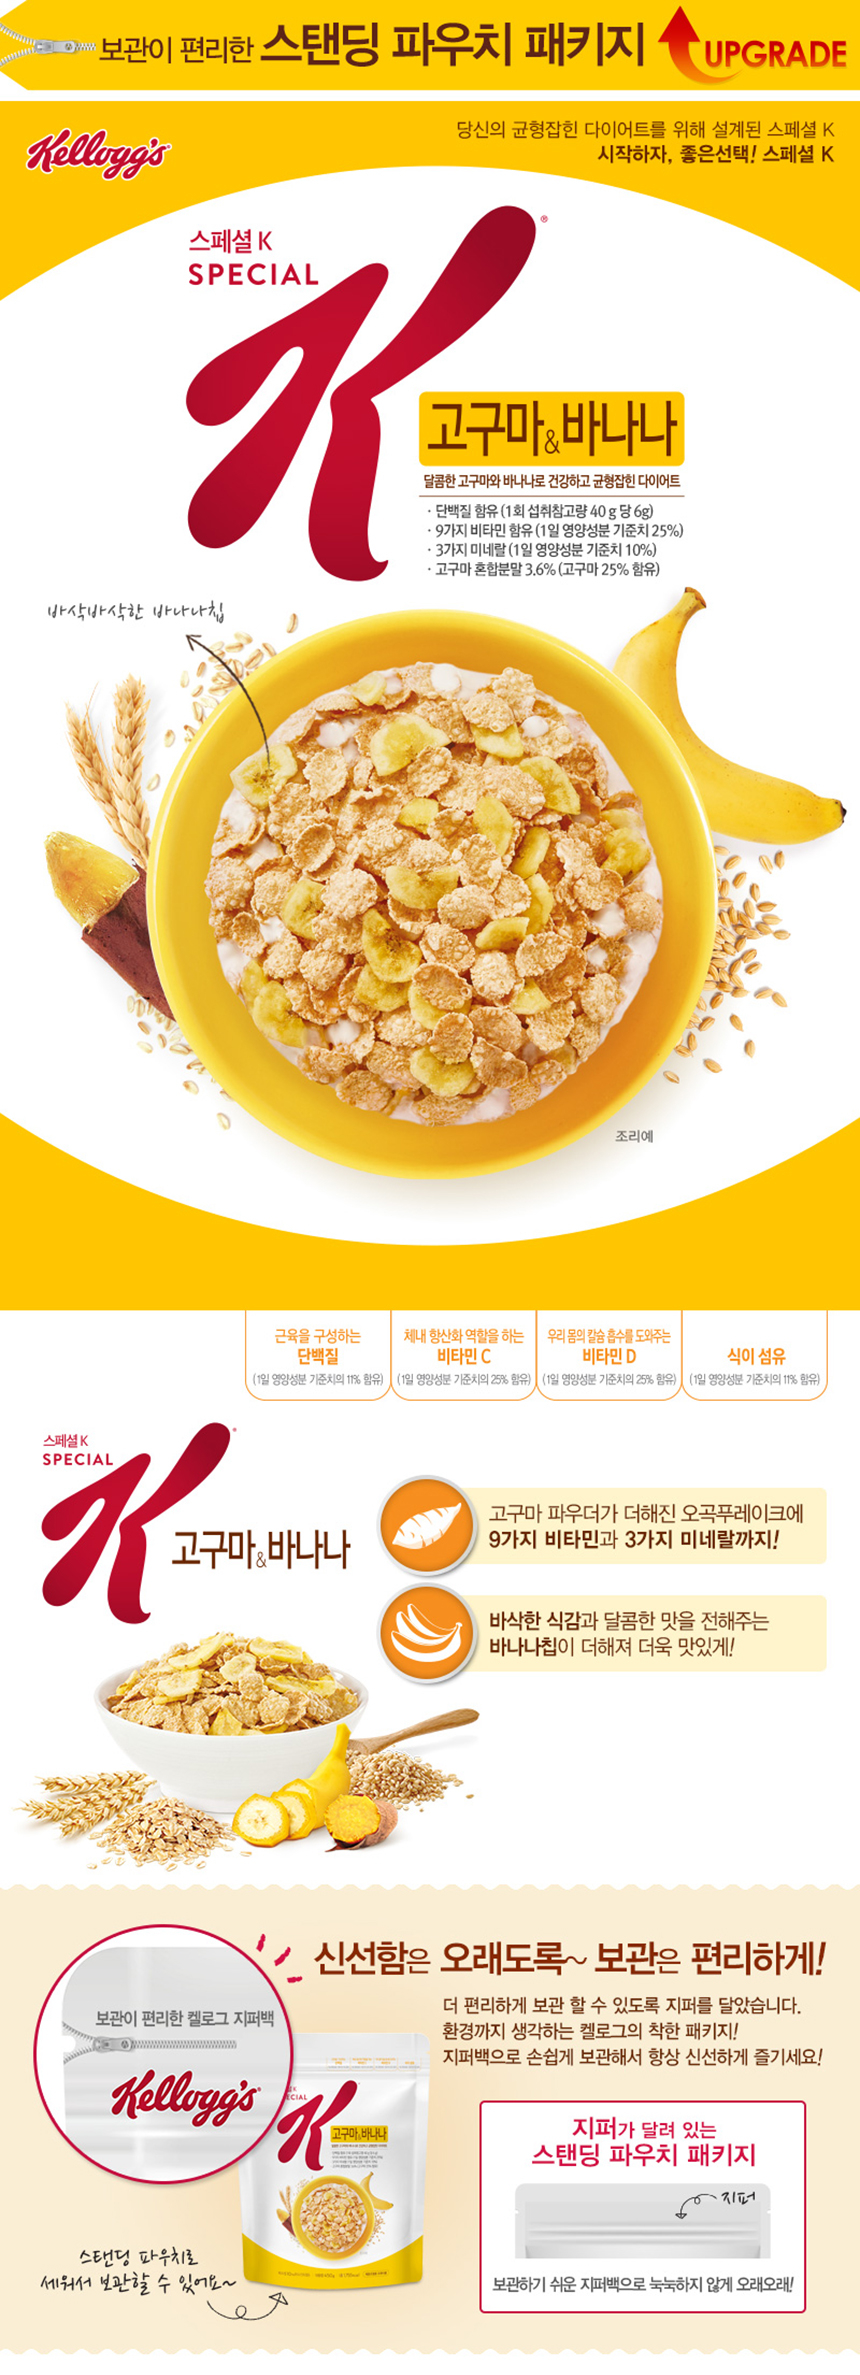 보관이 편리한 스탠딩 파우치 패키지 UPGRADE
Kellogg's
당신의 균형잡힌 다이어트를 위해 설계된 스페셜 K
시작하자, 좋은선택! 스페셜 K
스페셜 K
SPECIAL
K
고구마&바나나
달콤한 고구마와 바나나로 건강하고 균형잡힌 다이어트
· 단백질 함유 (1회 섭취참고량 40 g 당 6g)
· 9가지 비타민 함유 (1일 영양성분 기준치 25%)
· 3가지 미네랄 (1일 영양성분 기준치 10%)
· 고구마 혼합분말 3.6% (고구마 25% 함유)
바삭바삭한 바나나칩
조리예
근육을 구성하는
단백질
(1일 영양성분 기준치의 11% 함유)
체내 항산화 역할을 하는
비타민 C
(1일 영양성분 기준치의 25% 함유)
우리 몸의 칼슘 흡수를 도와주는
비타민 D
(1일 영양성분 기준치의 25% 함유)
식이 섬유
(1일 영양성분 기준치의 11% 함유)
스페셜 K
SPECIAL
K
고구마&바나나
고구마 파우더가 더해진 오곡푸레이크에
9가지 비타민과 3가지 미네랄까지!
바삭한 식감과 달콤한 맛을 전해주는
바나나칩이 더해져 더욱 맛있게!
신선함은 오래도록~ 보관은 편리하게!
더 편리하게 보관 할 수 있도록 지퍼를 달았습니다.
환경까지 생각하는 켈로그의 착한 패키지!
지퍼백으로 손쉽게 보관해서 항상 신선하게 즐기세요!
보관이 편리한 켈로그 지퍼백
Kellogg's
K
고구마&바나나
스탠딩 파우치로
세워서 보관할 수 있어요~
지퍼가 달려 있는
스탠딩 파우치 패키지
지퍼
보관하기 쉬운 지퍼백으로 눅눅하지 않게 오래오래!